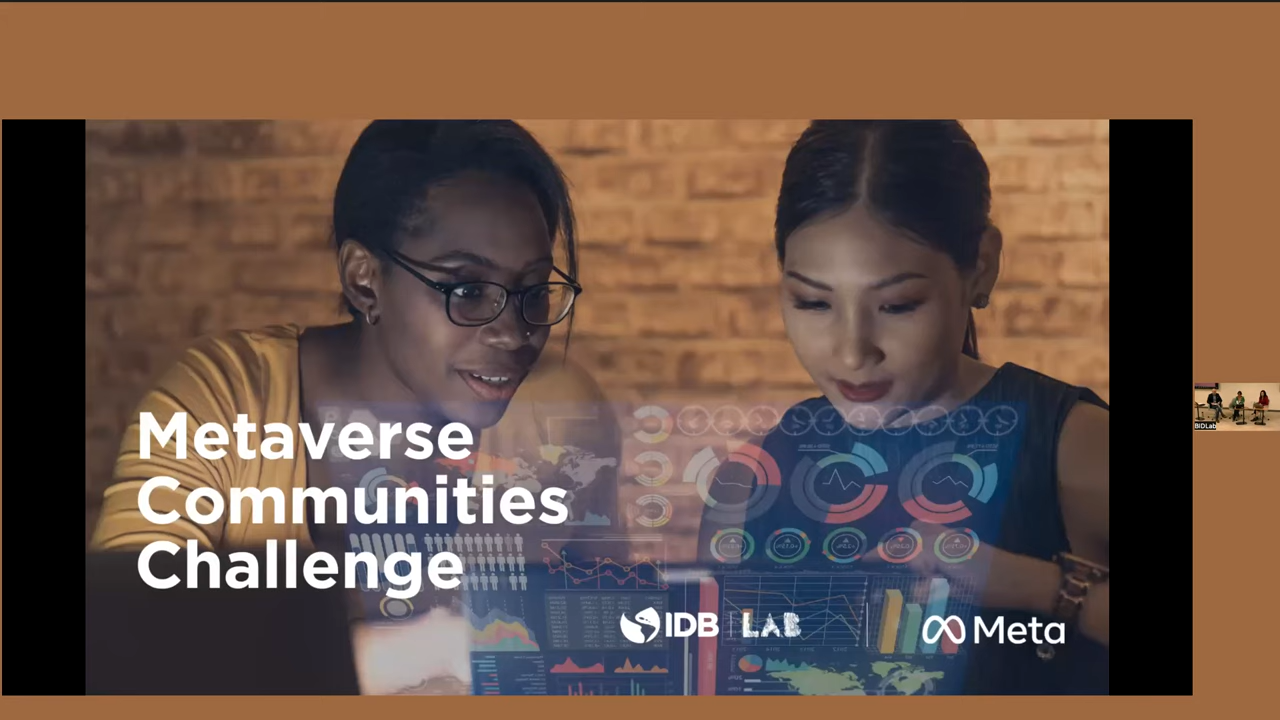 Metaverse
Communities
Challenge
IDB | LAB
Meta
BIDLab